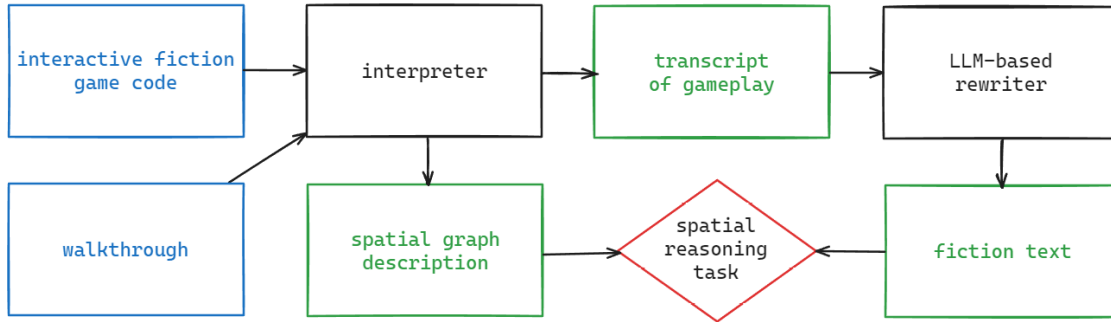 interactive fiction
game code
interpreter
transcript
of gameplay
LLM-based
rewriter
walkthrough
spatial graph
description
spatial
reasoning
task
fiction text